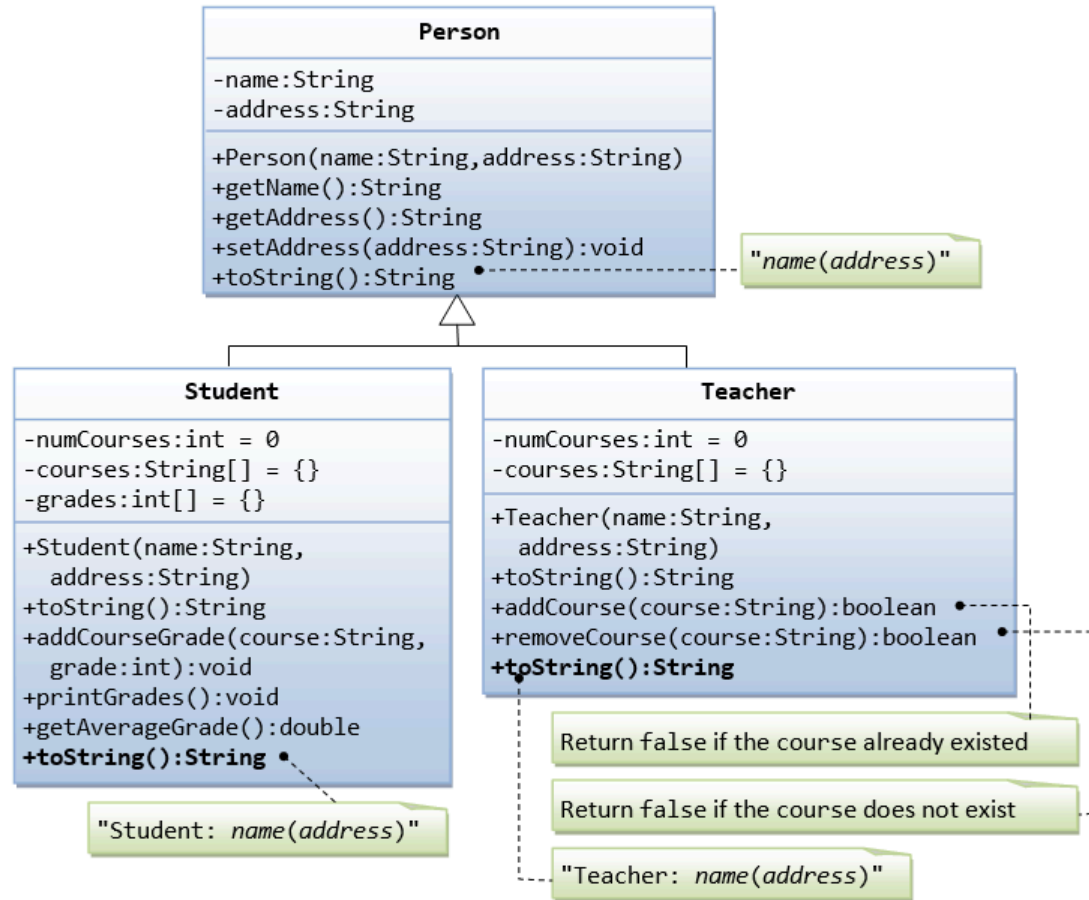 Person
-name:String
-address:String
+Person(name:String,address:String)
+getName():String
+getAddress():String
+setAddress(address:String):void
+toString():String
"name(address)"
Student
-numCourses:int = 0
-courses:String[] = {}
-grades:int[] = {}
+Student(name:String,
address:String)
+toString():String
+addCourseGrade(course:String,
grade:int):void
+printGrades():void
+getAverageGrade():double
+toString():String
"Student: name(address)"
Teacher
-numCourses:int = 0
-courses:String[] = {}
+Teacher(name:String,
address:String)
+toString():String
+addCourse(course:String):boolean
+removeCourse(course:String):boolean
+toString():String
Return false if the course already existed
Return false if the course does not exist
"Teacher: name(address)"